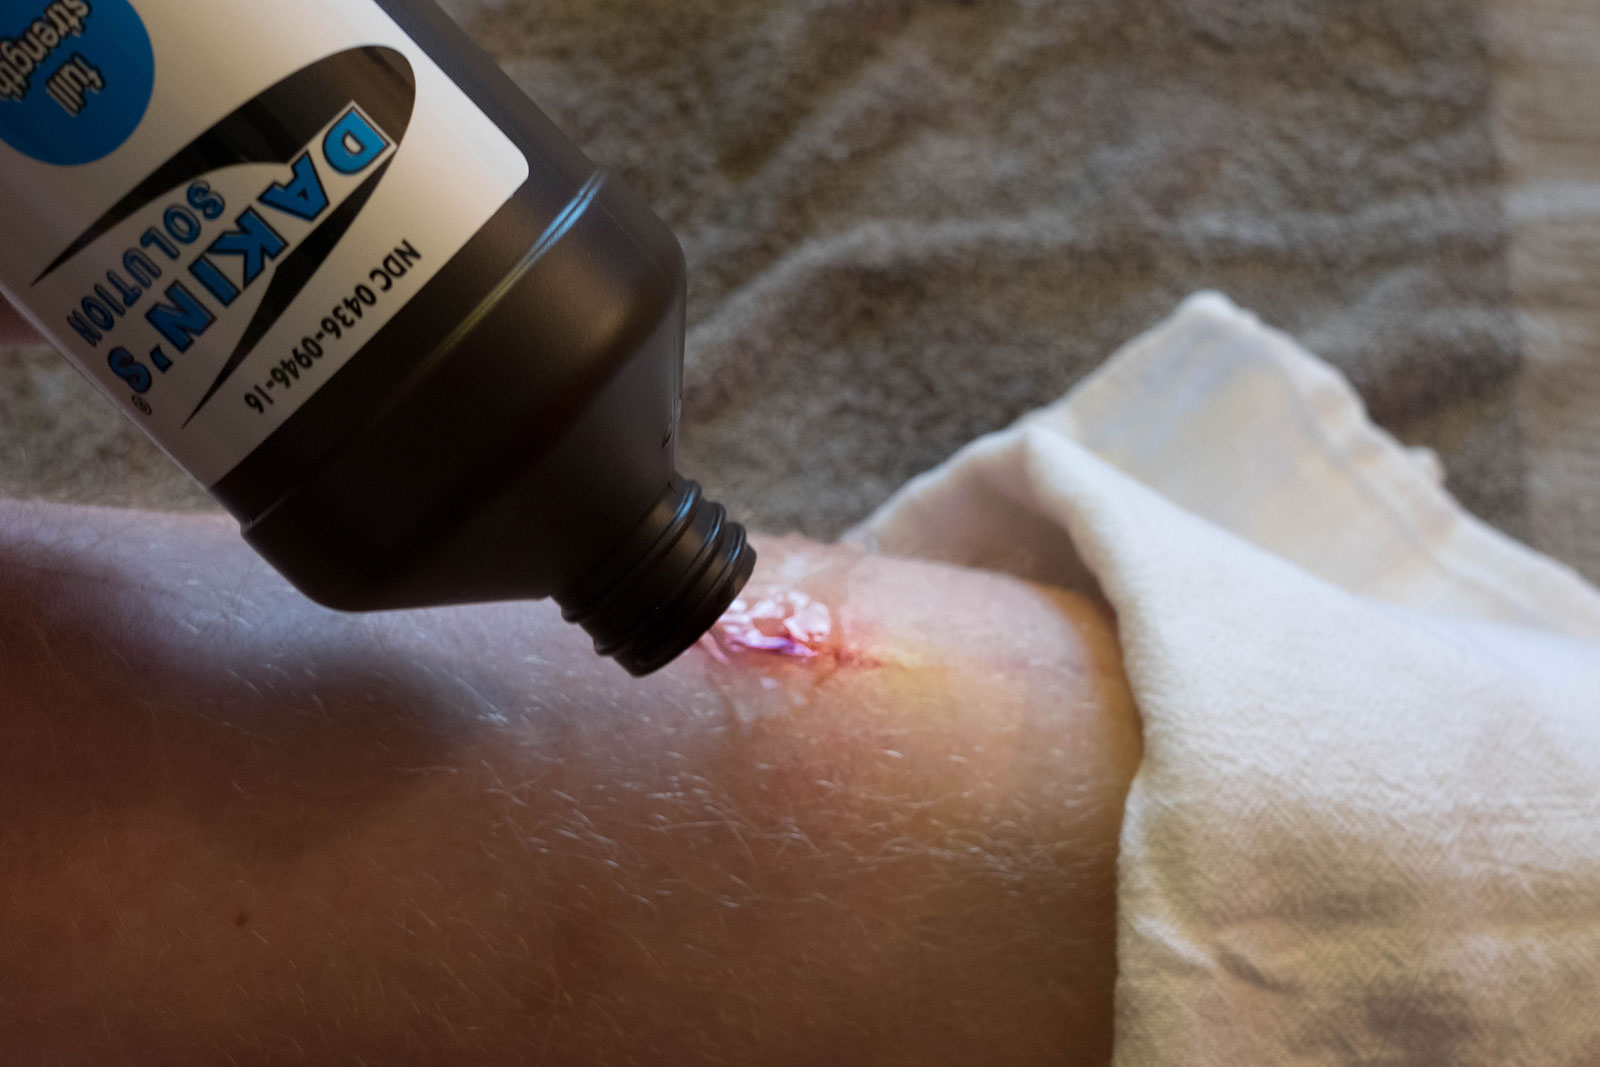 full
strength
DAKIN'S®
SOLUTION
NDC 0436-0946-16